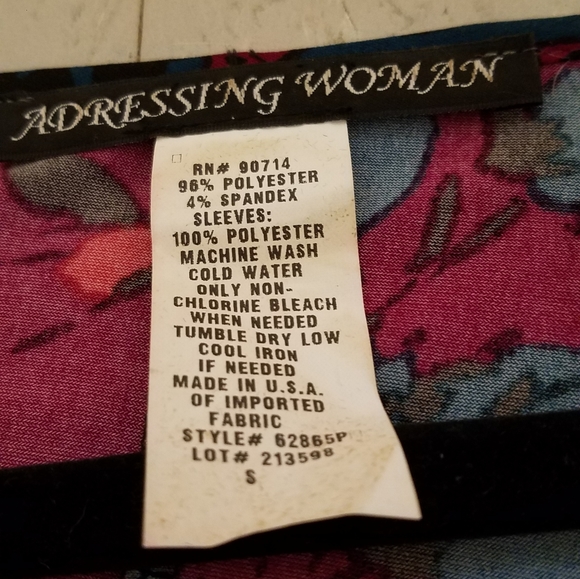 ADRESSING WOMAN
RN# 90714
96% POLYESTER
4% SPANDEX
SLEEVES:
100% POLYESTER
MACHINE WASH
COLD WATER
ONLY NON-
CHLORINE BLEACH
WHEN NEEDED
TUMBLE DRY LOW
COOL IRON
IF NEEDED
MADE IN U.S.A.
OF IMPORTED
FABRIC
STYLE# 62865P
LOT# 213598
S